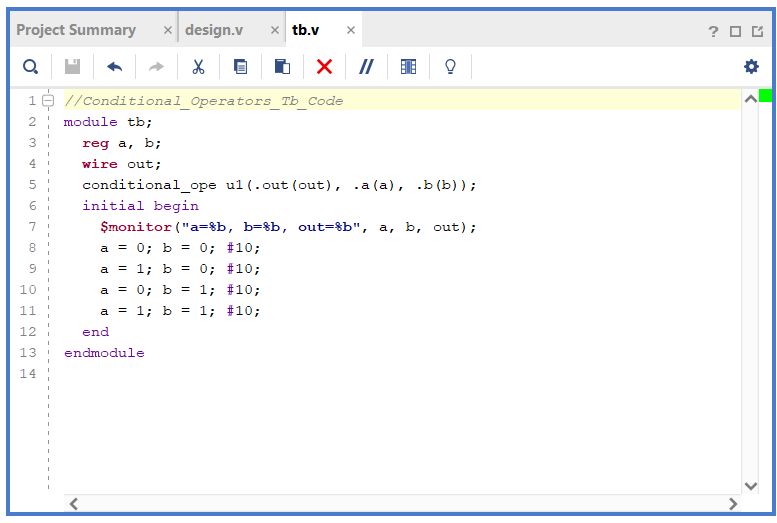 Project Summary × design.v × tb.v ×
?
1 //Conditional_Operators_Tb_Code
2 module tb;
3 reg a, b;
4 wire out;
5 conditional_ope u1(.out(out), .a(a), .b(b));
6 initial begin
7 $monitor("a=%b, b=%b, out=%b", a, b, out);
8 a = 0; b = 0; #10;
9 a = 1; b = 0; #10;
10 a = 0; b = 1; #10;
11 a = 1; b = 1; #10;
12 end
13 endmodule
14